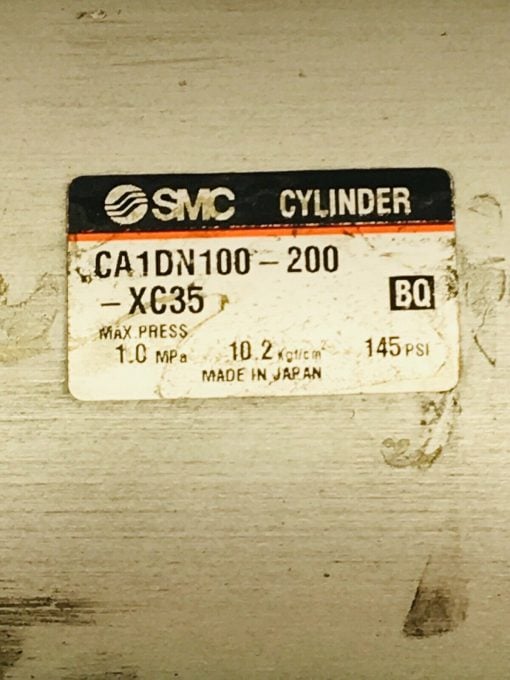 SMC CYLINDER
CA1DN100-200
-XC35
BQ
MAX.PRESS
1.0 MPa 10.2 Kgf/cm² 145 PSI
MADE IN JAPAN